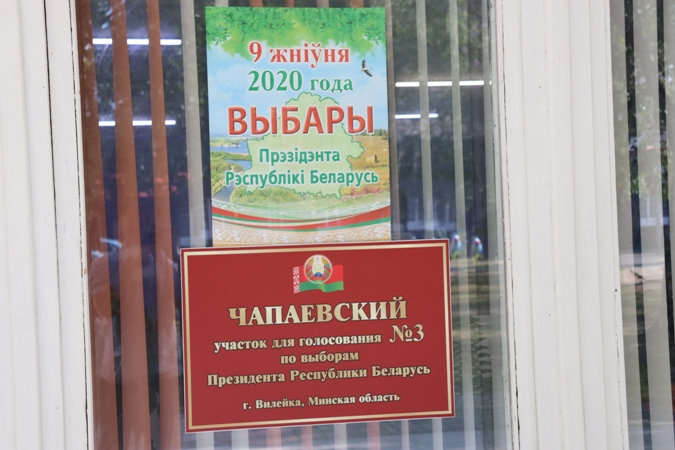 9 жніўня
2020 года
ВЫБАРЫ
Прэзідэнта
Рэспублікі Беларусь
ЧАПАЕВСКИЙ
участок для голосования №3
по выборам
Президента Республики Беларусь
г. Вилейка, Минская область